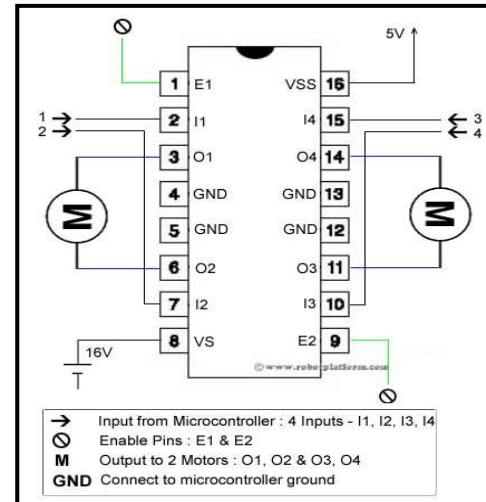 5V
1 E1 VSS 16
1 2 I1 I4 15 3
2 4
3 O1 O4 14
4 GND GND 13
M M
5 GND GND 12
6 O2 O3 11
7 I2 I3 10
8 VS E2 9
16V
© www.roboplatform.com
Input from Microcontroller : 4 Inputs - I1, I2, I3, I4
Enable Pins : E1 & E2
M Output to 2 Motors : O1, O2 & O3, O4
GND Connect to microcontroller ground